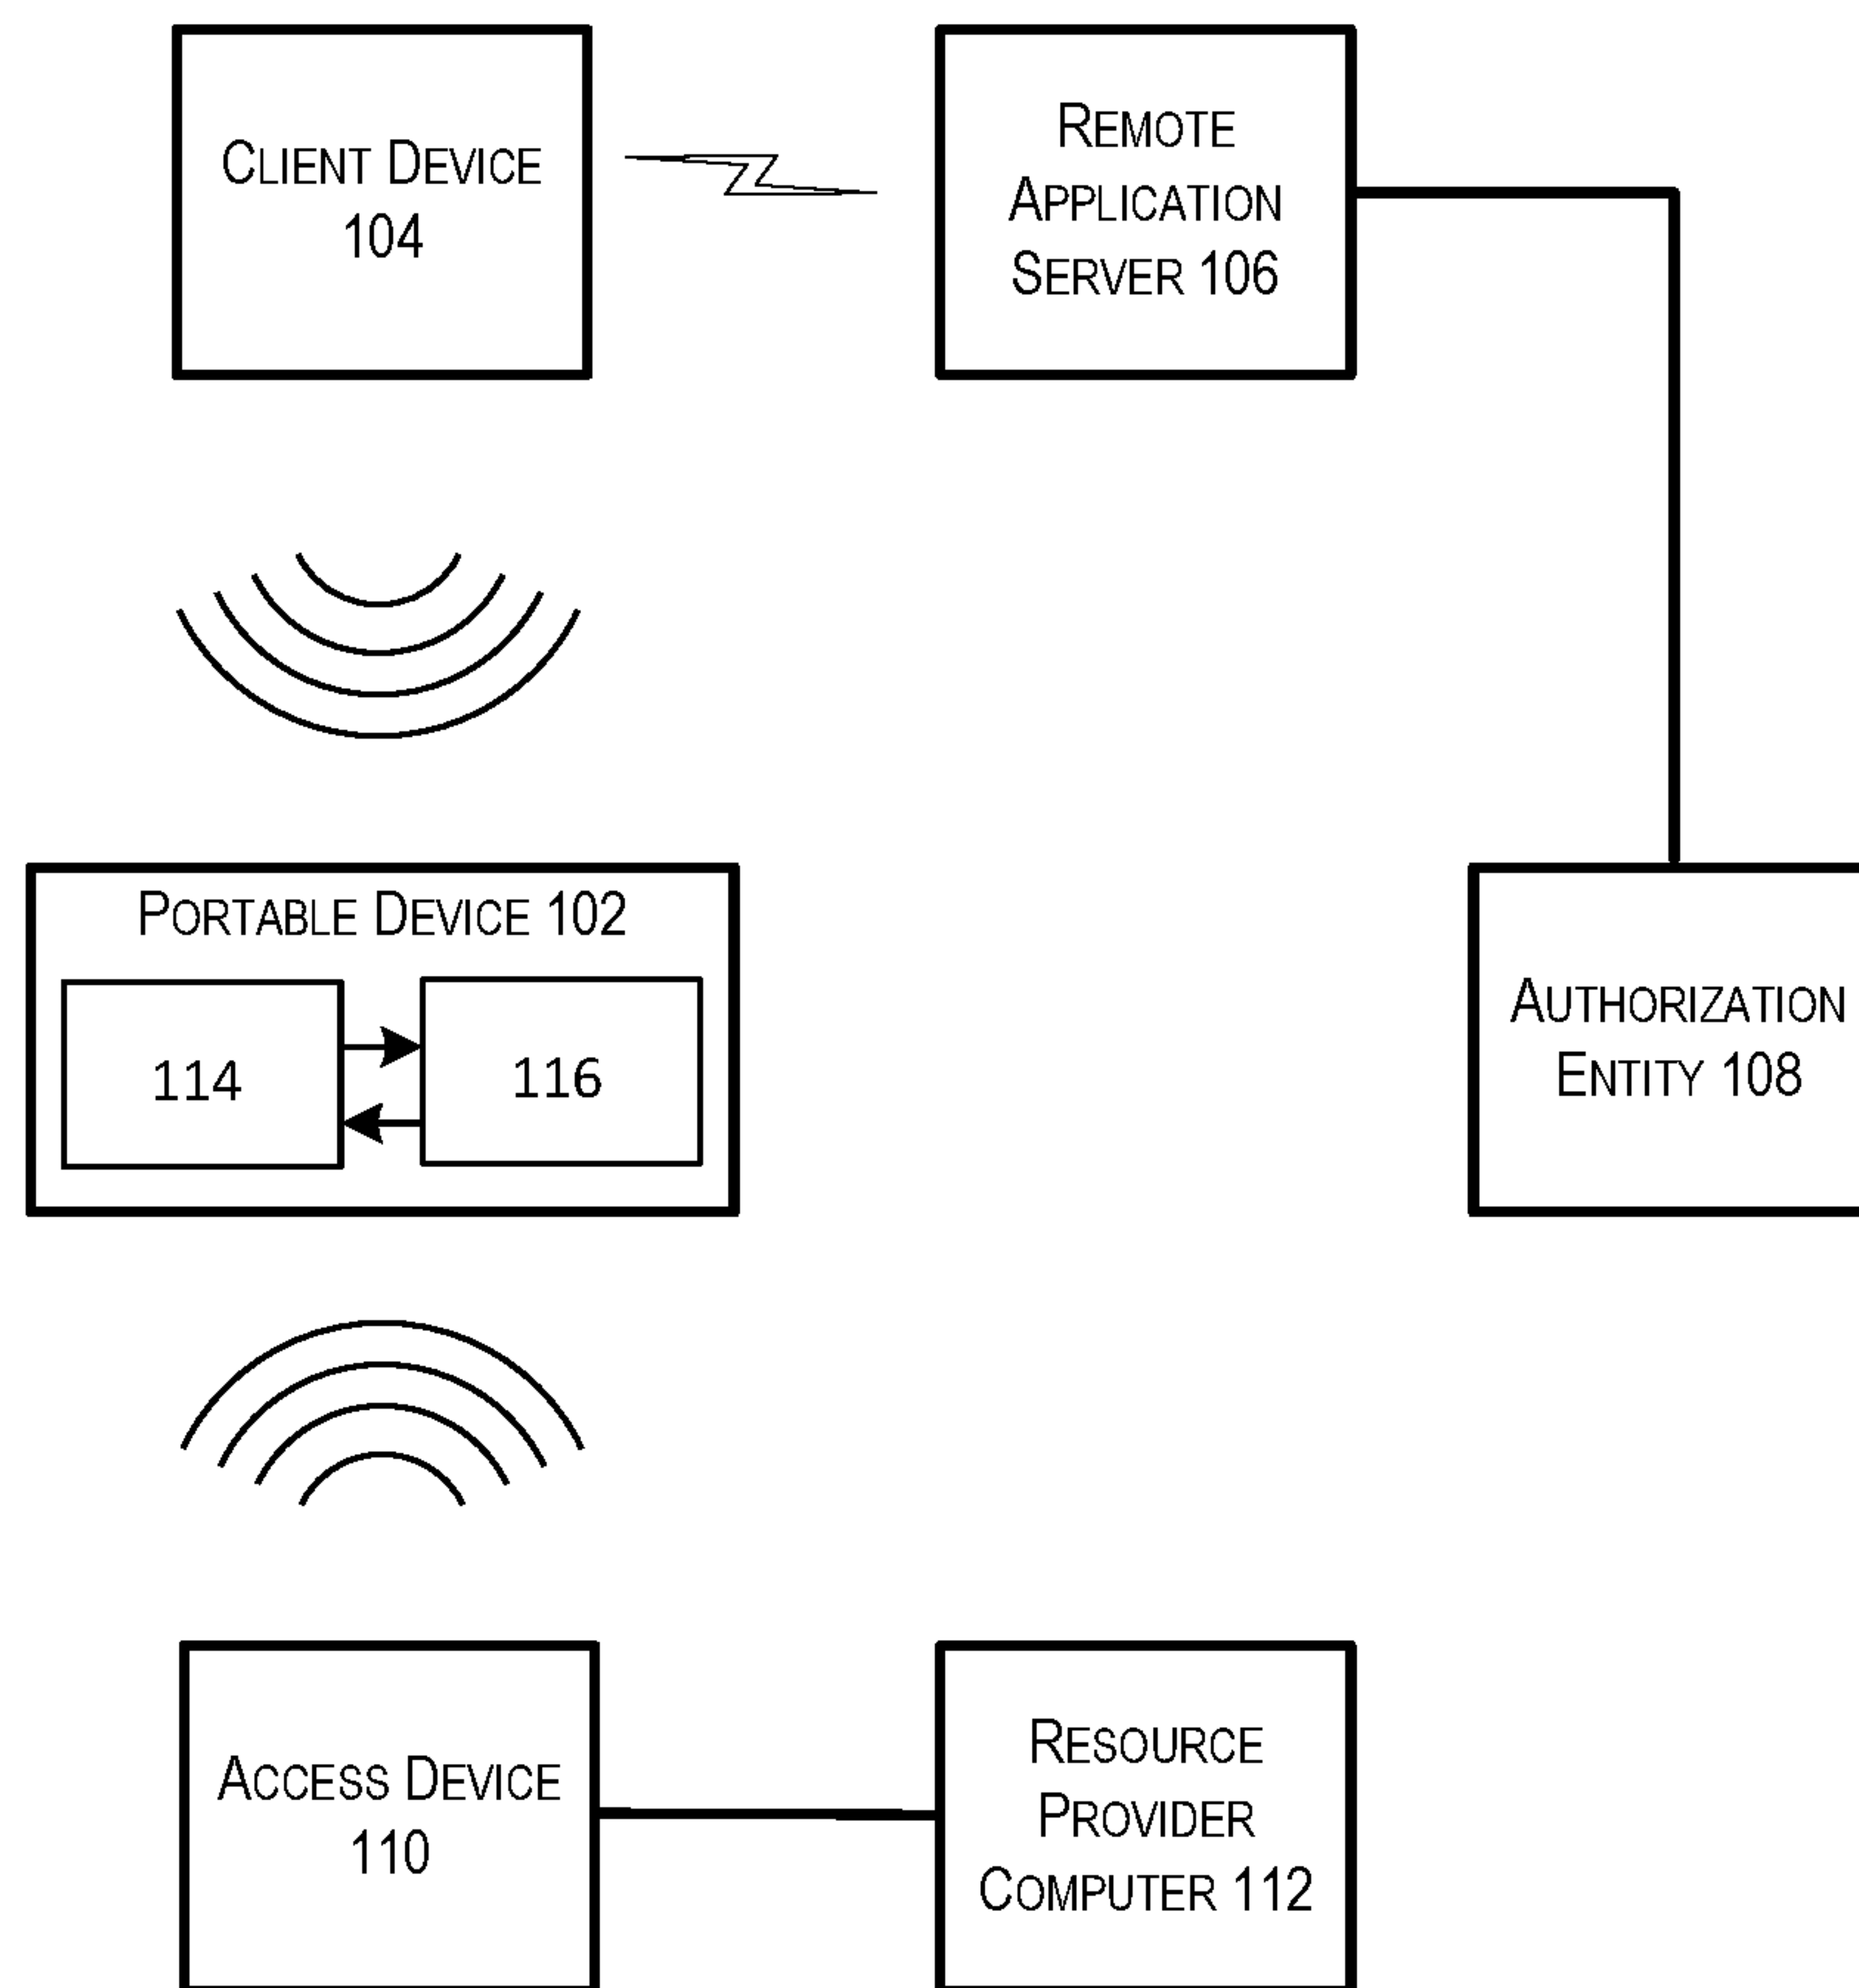 CLIENT DEVICE
104
REMOTE
APPLICATION
SERVER 106
PORTABLE DEVICE 102
114
116
AUTHORIZATION
ENTITY 108
ACCESS DEVICE
110
RESOURCE
PROVIDER
COMPUTER 112